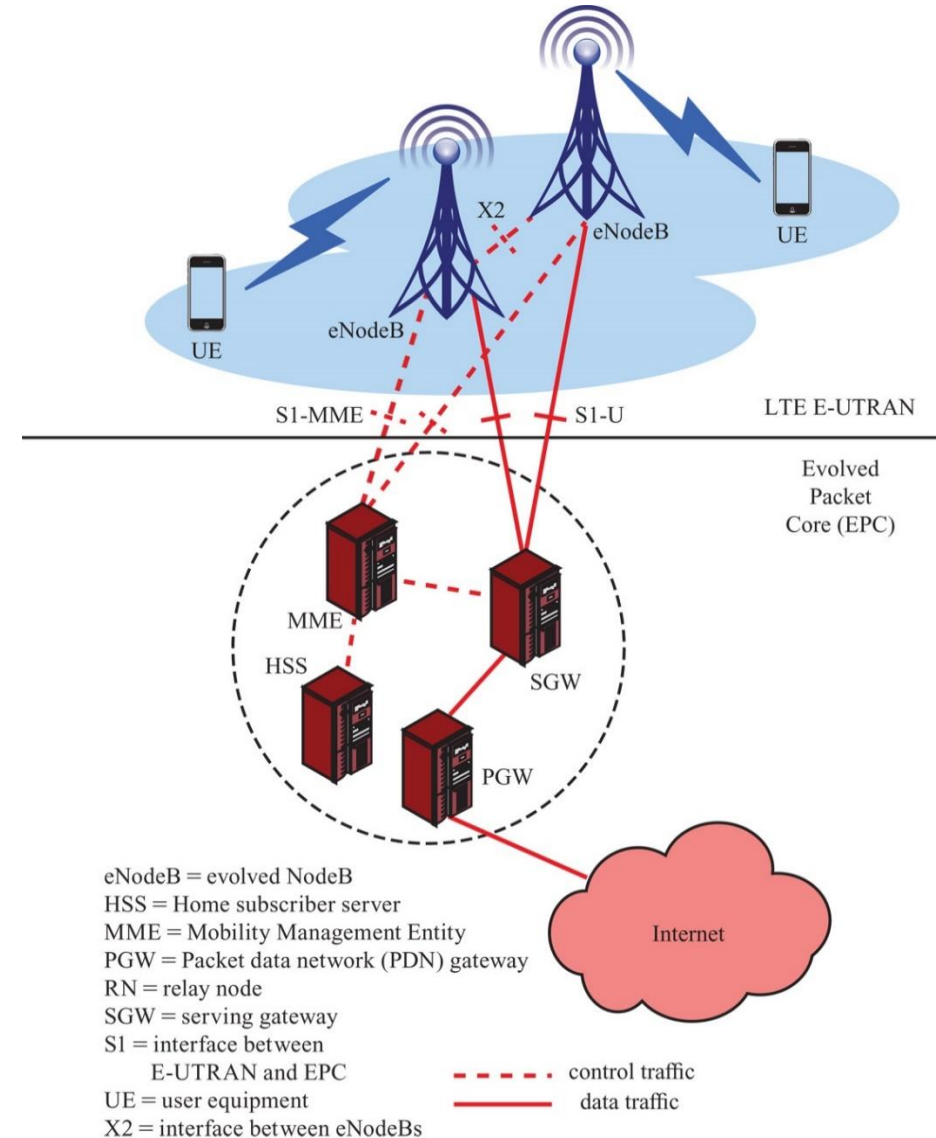 X2
eNodeB
UE
eNodeB
UE
S1-MME
S1-U
LTE E-UTRAN
Evolved
Packet
Core (EPC)
MME
HSS
SGW
PGW
Internet
eNodeB = evolved NodeB
HSS = Home subscriber server
MME = Mobility Management Entity
PGW = Packet data network (PDN) gateway
RN = relay node
SGW = serving gateway
S1 = interface between
E-UTRAN and EPC
UE = user equipment
X2 = interface between eNodeBs
control traffic
data traffic